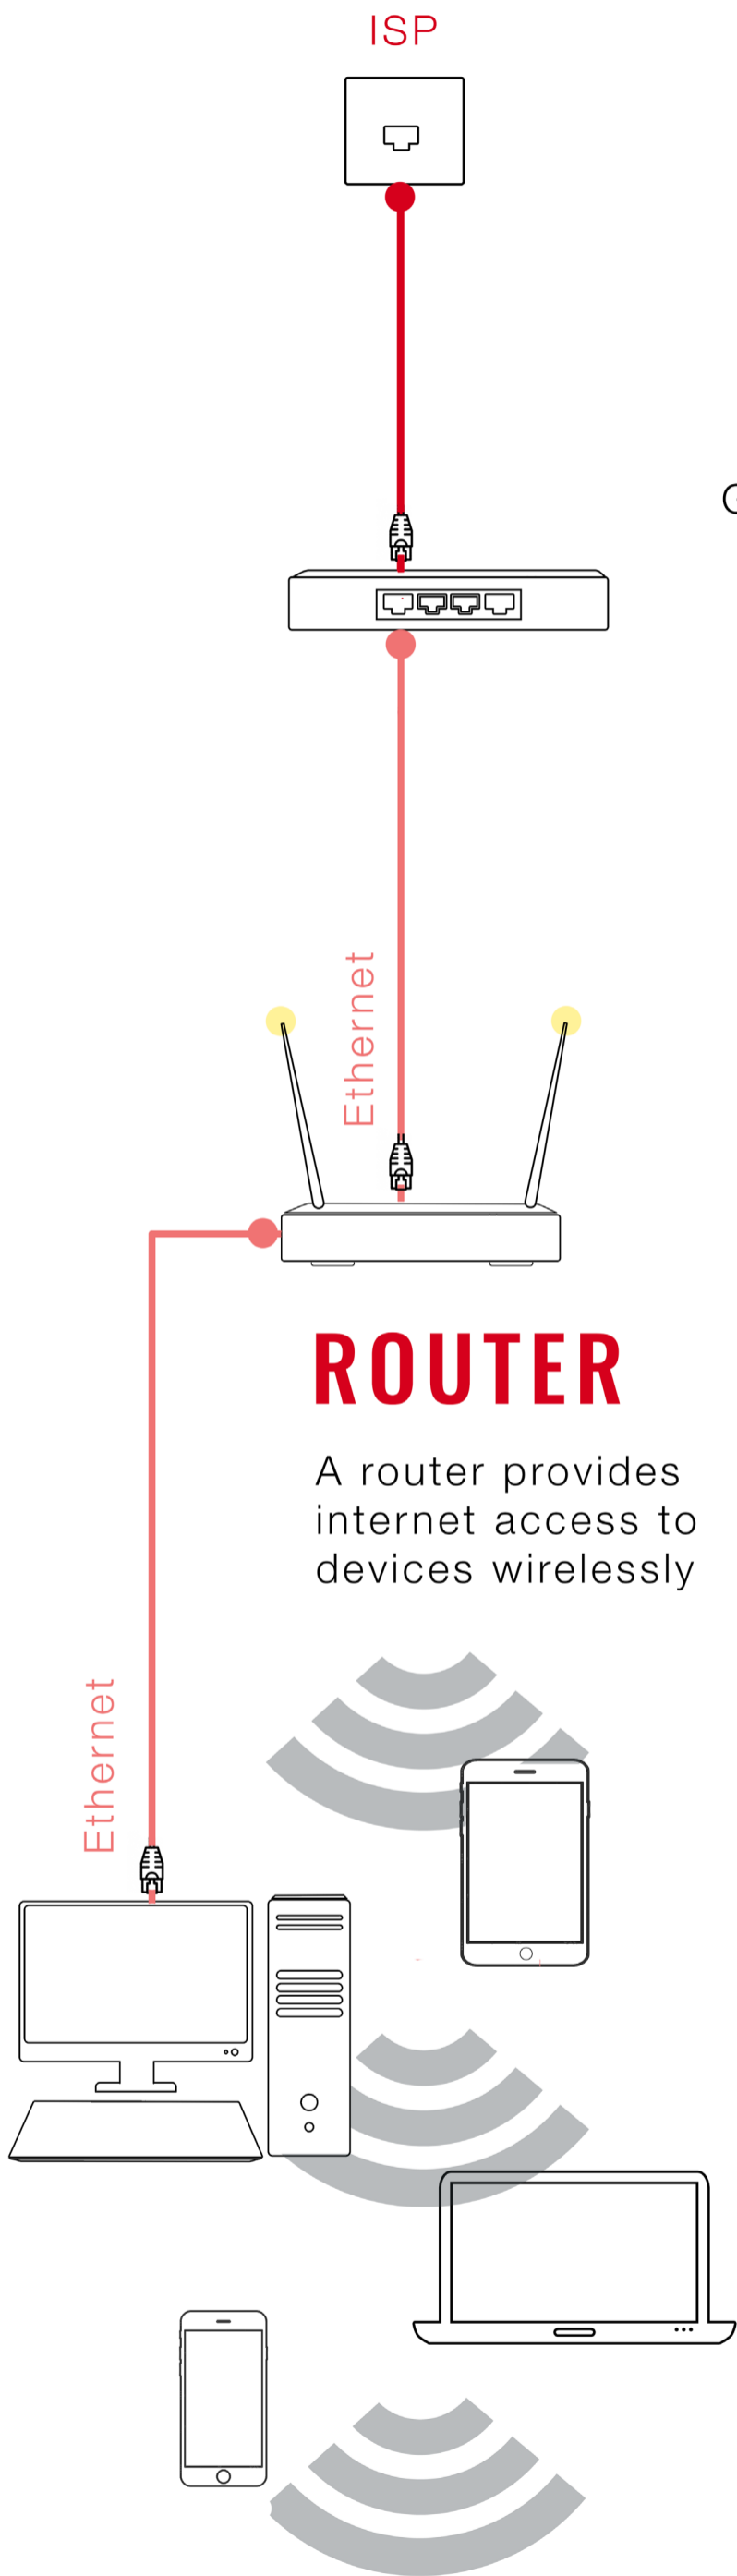 ISP
Ethernet
ROUTER
A router provides
internet access to
devices wirelessly
Ethernet